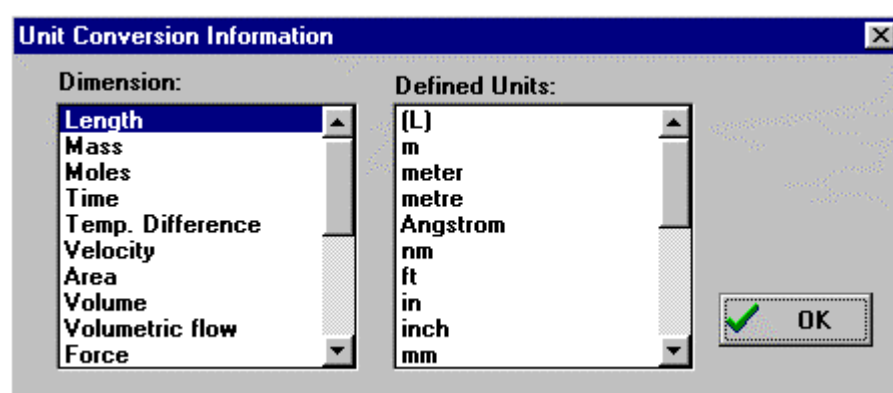 Unit Conversion Information
Dimension:
Length
Mass
Moles
Time
Temp. Difference
Velocity
Area
Volume
Volumetric flow
Force
Defined Units:
(L)
m
meter
metre
Angstrom
nm
ft
in
inch
mm
OK